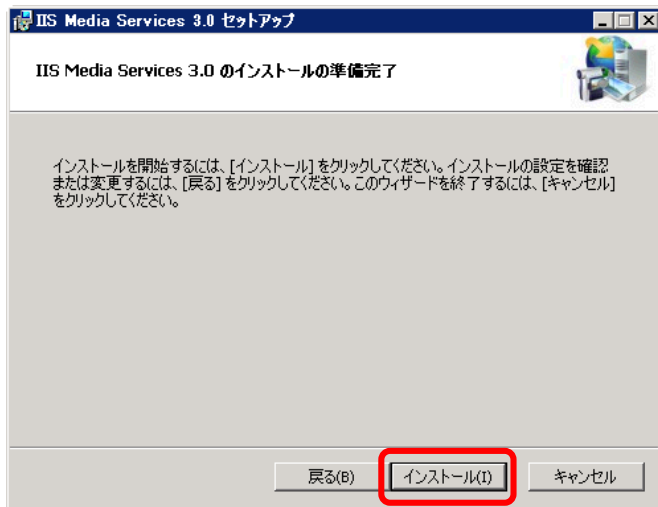 IIS Media Services 3.0 セットアップ
IIS Media Services 3.0 のインストールの準備完了
インストールを開始するには、[インストール] をクリックしてください。インストールの設定を確認
または変更するには、[戻る] をクリックしてください。このウィザードを終了するには、[キャンセル]
をクリックしてください。
戻る(B) インストール(I) キャンセル